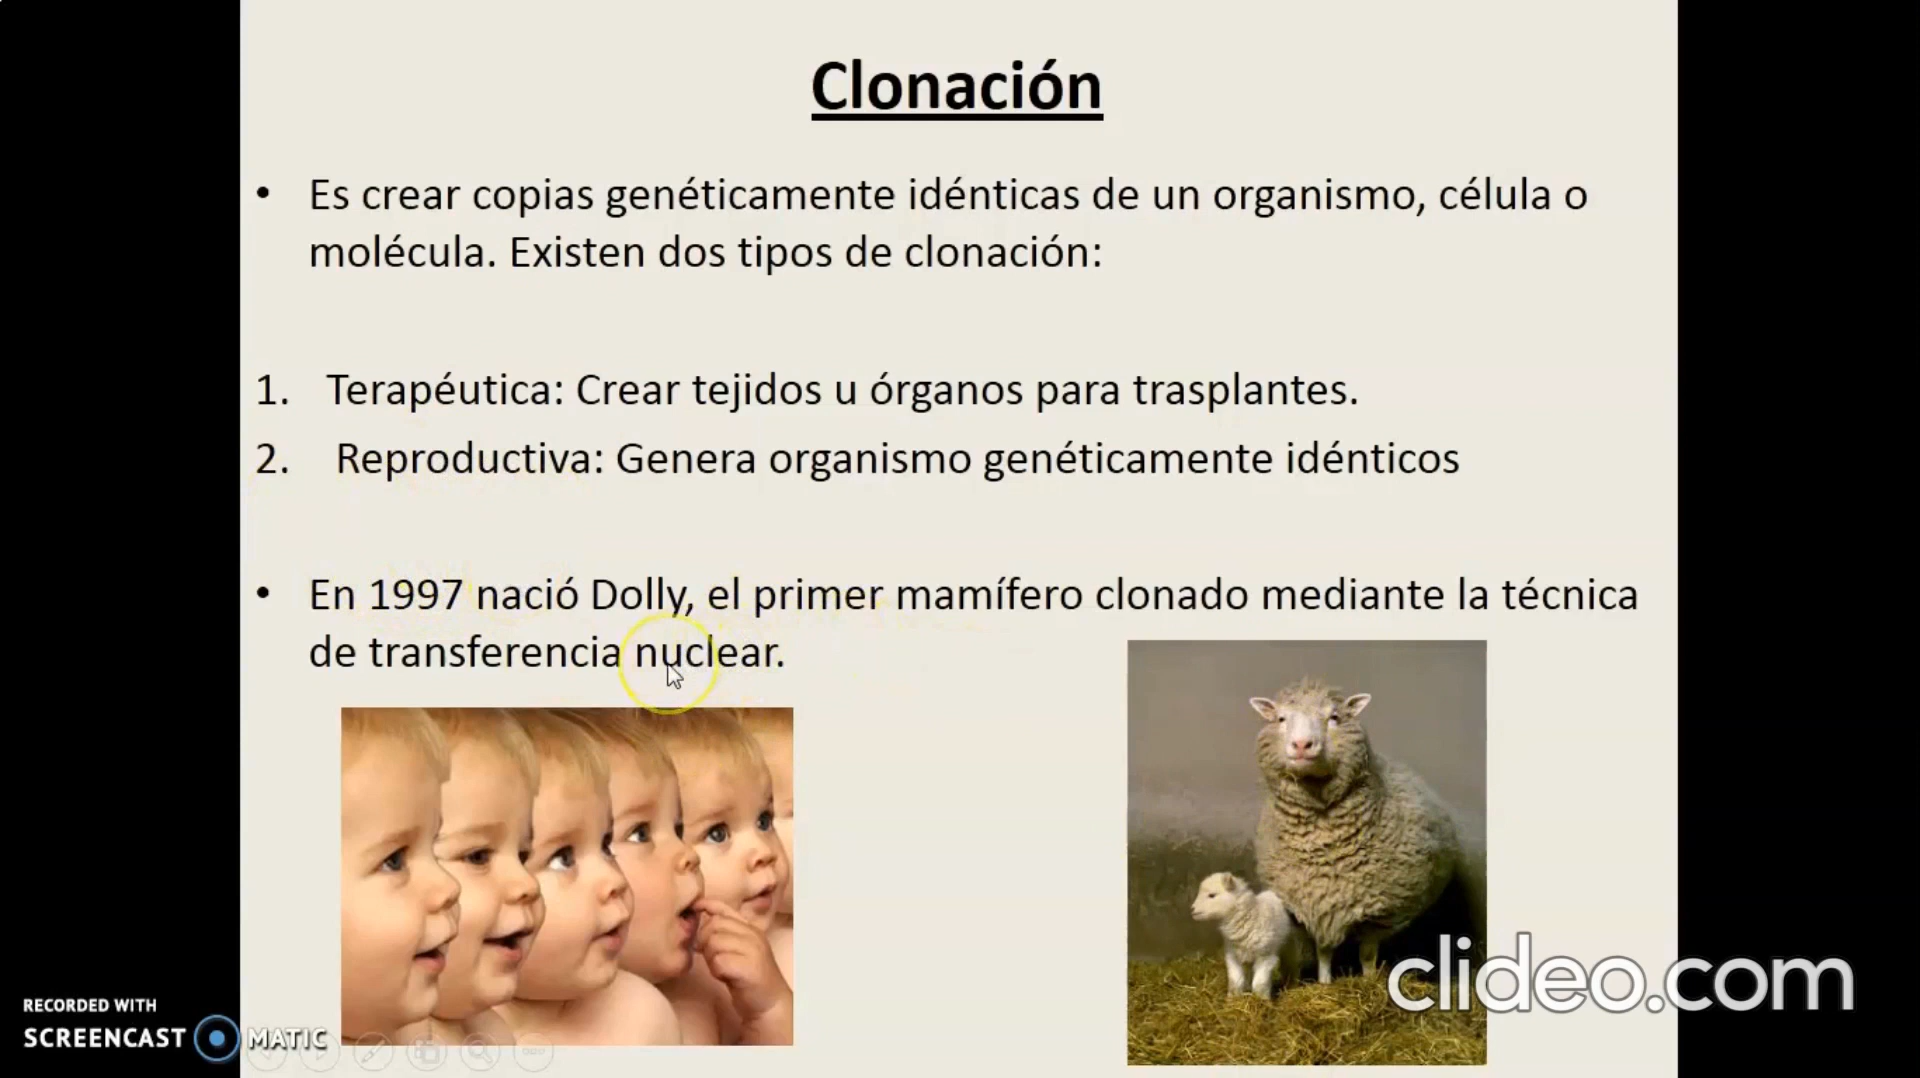 Clonación
• Es crear copias genéticamente idénticas de un organismo, célula o
molécula. Existen dos tipos de clonación:
1. Terapéutica: Crear tejidos u órganos para trasplantes.
2. Reproductiva: Genera organismo genéticamente idénticos
• En 1997 nació Dolly, el primer mamífero clonado mediante la técnica
de transferencia nuclear.
clideo.com
RECORDED WITH
SCREENCAST MATIC